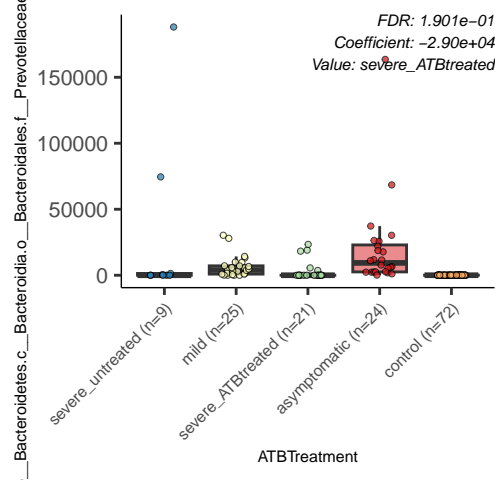 FDR: 1.901e−01
Coefficient: −2.90e+04
Value: severe_ATBtreated
150000
100000
50000
0
__Bacteroidetes.c__Bacteroidia.o__Bacteroidales.f__Prevotellaceae
severe_untreated (n=9)
mild (n=25)
severe_ATBtreated (n=21)
asymptomatic (n=24)
control (n=72)
ATBTreatment